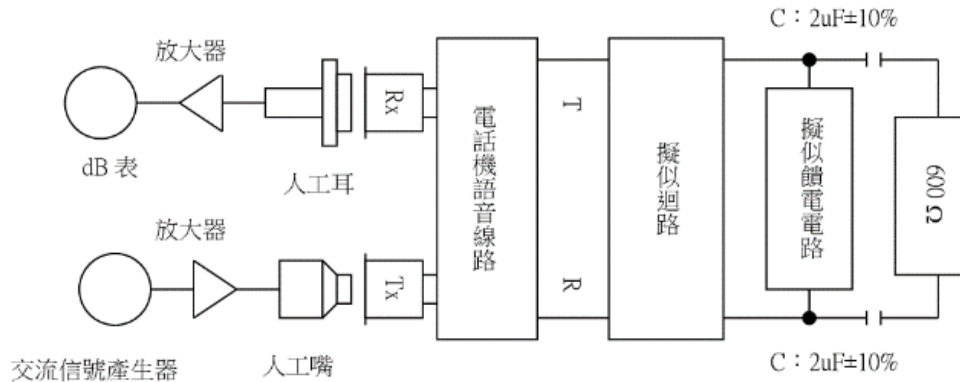 C：2uF±10%
放大器
dB 表
人工耳
Rx
電話機語音線路
T
擬似迴路
擬似饋電電路
600 Ω
放大器
交流信號產生器
人工嘴
Tx
R
C：2uF±10%